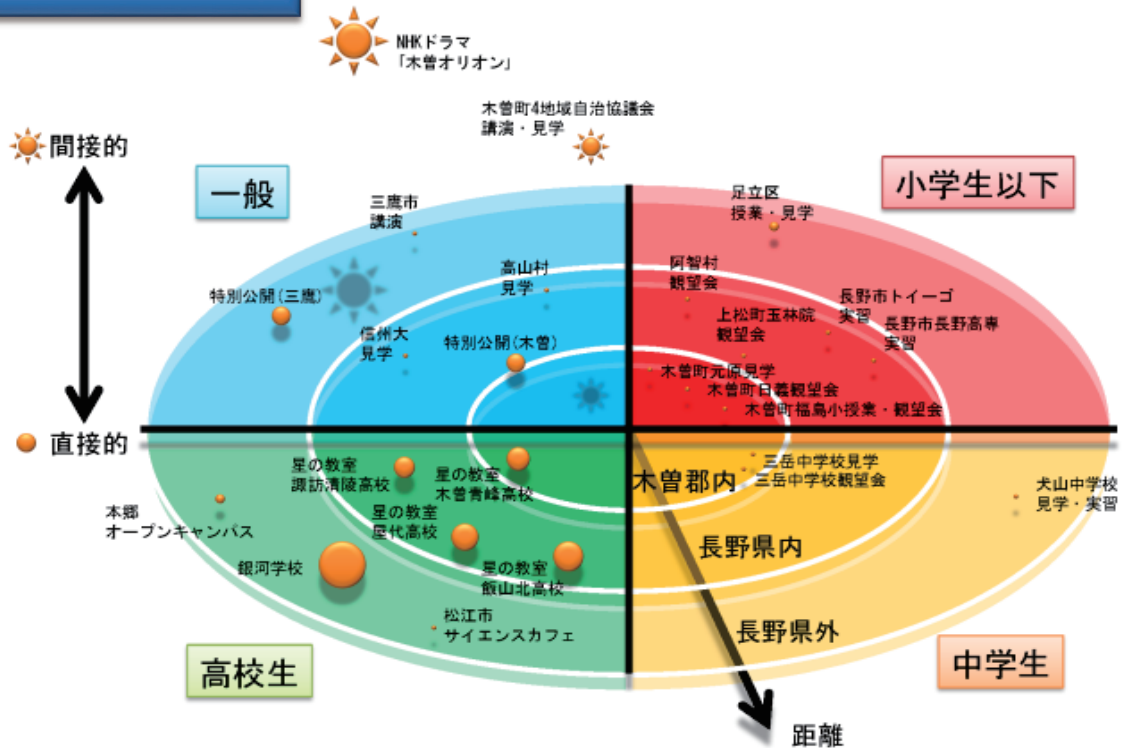 NHKドラマ
「木曽オリオン」
木曽町4地域自治協議会
講演・見学
間接的
一般
小学生以下
三鷹市
講演
足立区
授業・見学
高山村
見学
阿智村
観望会
特別公開(三鷹)
長野市トイーゴ
実習
上松町玉林院
観望会
長野市長野高専
実習
信州大
見学
特別公開(木曽)
木曽町元原見学
木曽町日義観望会
木曽町福島小授業・観望会
直接的
星の教室
諏訪清陵高校
星の教室
木曽青峰高校
木曽郡内
三岳中学校見学
三岳中学校観望会
犬山中学校
見学・実習
本郷
オープンキャンパス
星の教室
屋代高校
長野県内
銀河学校
星の教室
飯山北高校
松江市
サイエンスカフェ
長野県外
高校生
中学生
距離